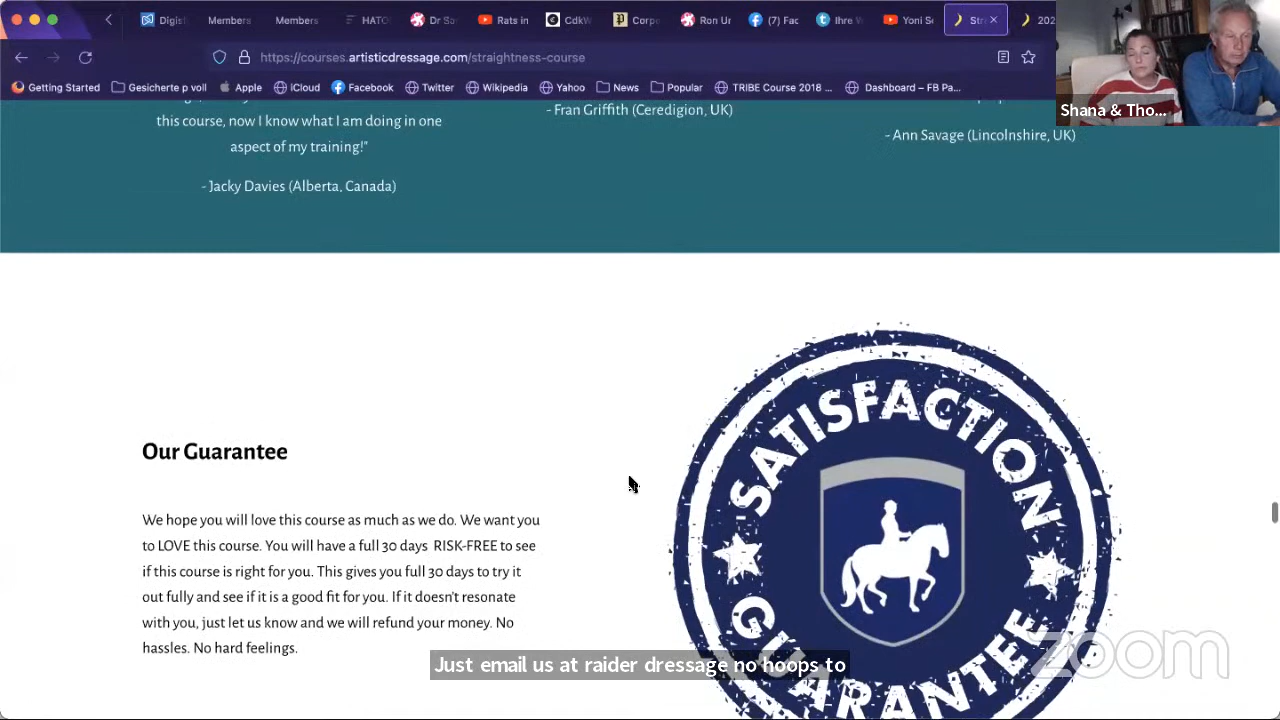 Digist
Members
Members
HATO
Dr Sa
Rats in
CdkW
Corpo
Ron Ur
(7) Fac
Ihre V
Yoni Se
Str
202
https://courses.artisticdressage.com/straightness-course
Getting Started
Gesicherte p voll
Apple
iCloud
Facebook
Twitter
Wikipedia
Yahoo
News
Popular
TRIBE Course 2018 ...
Dashboard – FB Pa...
Shana & Tho...
this course, now I know what I am doing in one
aspect of my training!"
- Jacky Davies (Alberta, Canada)
- Fran Griffith (Ceredigion, UK)
- Ann Savage (Lincolnshire, UK)
Our Guarantee
We hope you will love this course as much as we do. We want you
to LOVE this course. You will have a full 30 days RISK-FREE to see
if this course is right for you. This gives you full 30 days to try it
out fully and see if it is a good fit for you. If it doesn't resonate
with you, just let us know and we will refund your money. No
hassles. No hard feelings.
SATISFACTION
GUARANTEE
Just email us at raider dressage no hoops to
zoom